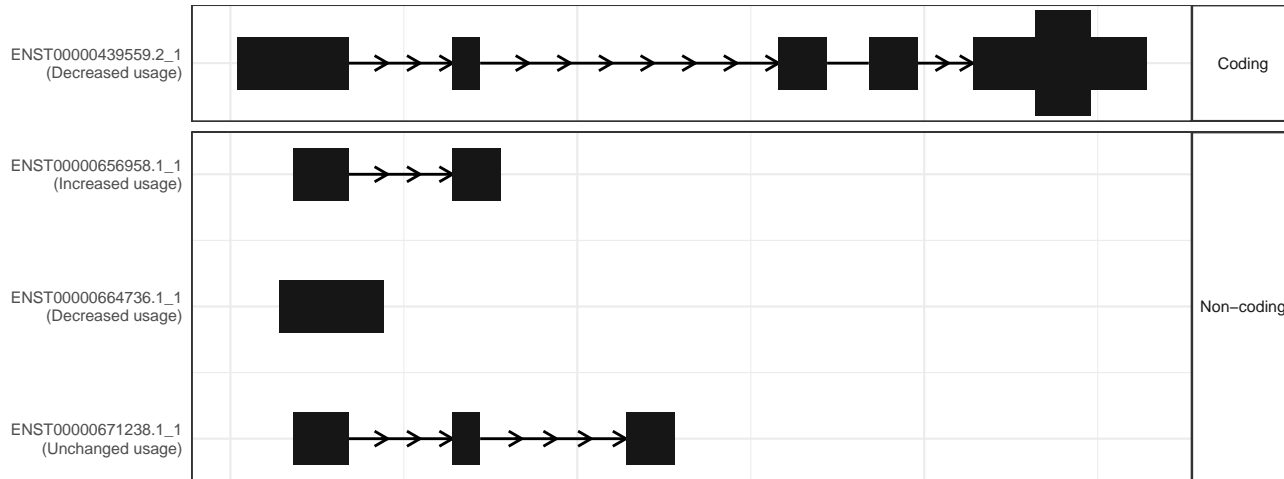 ENST00000439559.2_1
(Decreased usage)
Coding
ENST00000656958.1_1
(Increased usage)
ENST00000664736.1_1
(Decreased usage)
Non−coding
ENST00000671238.1_1
(Unchanged usage)